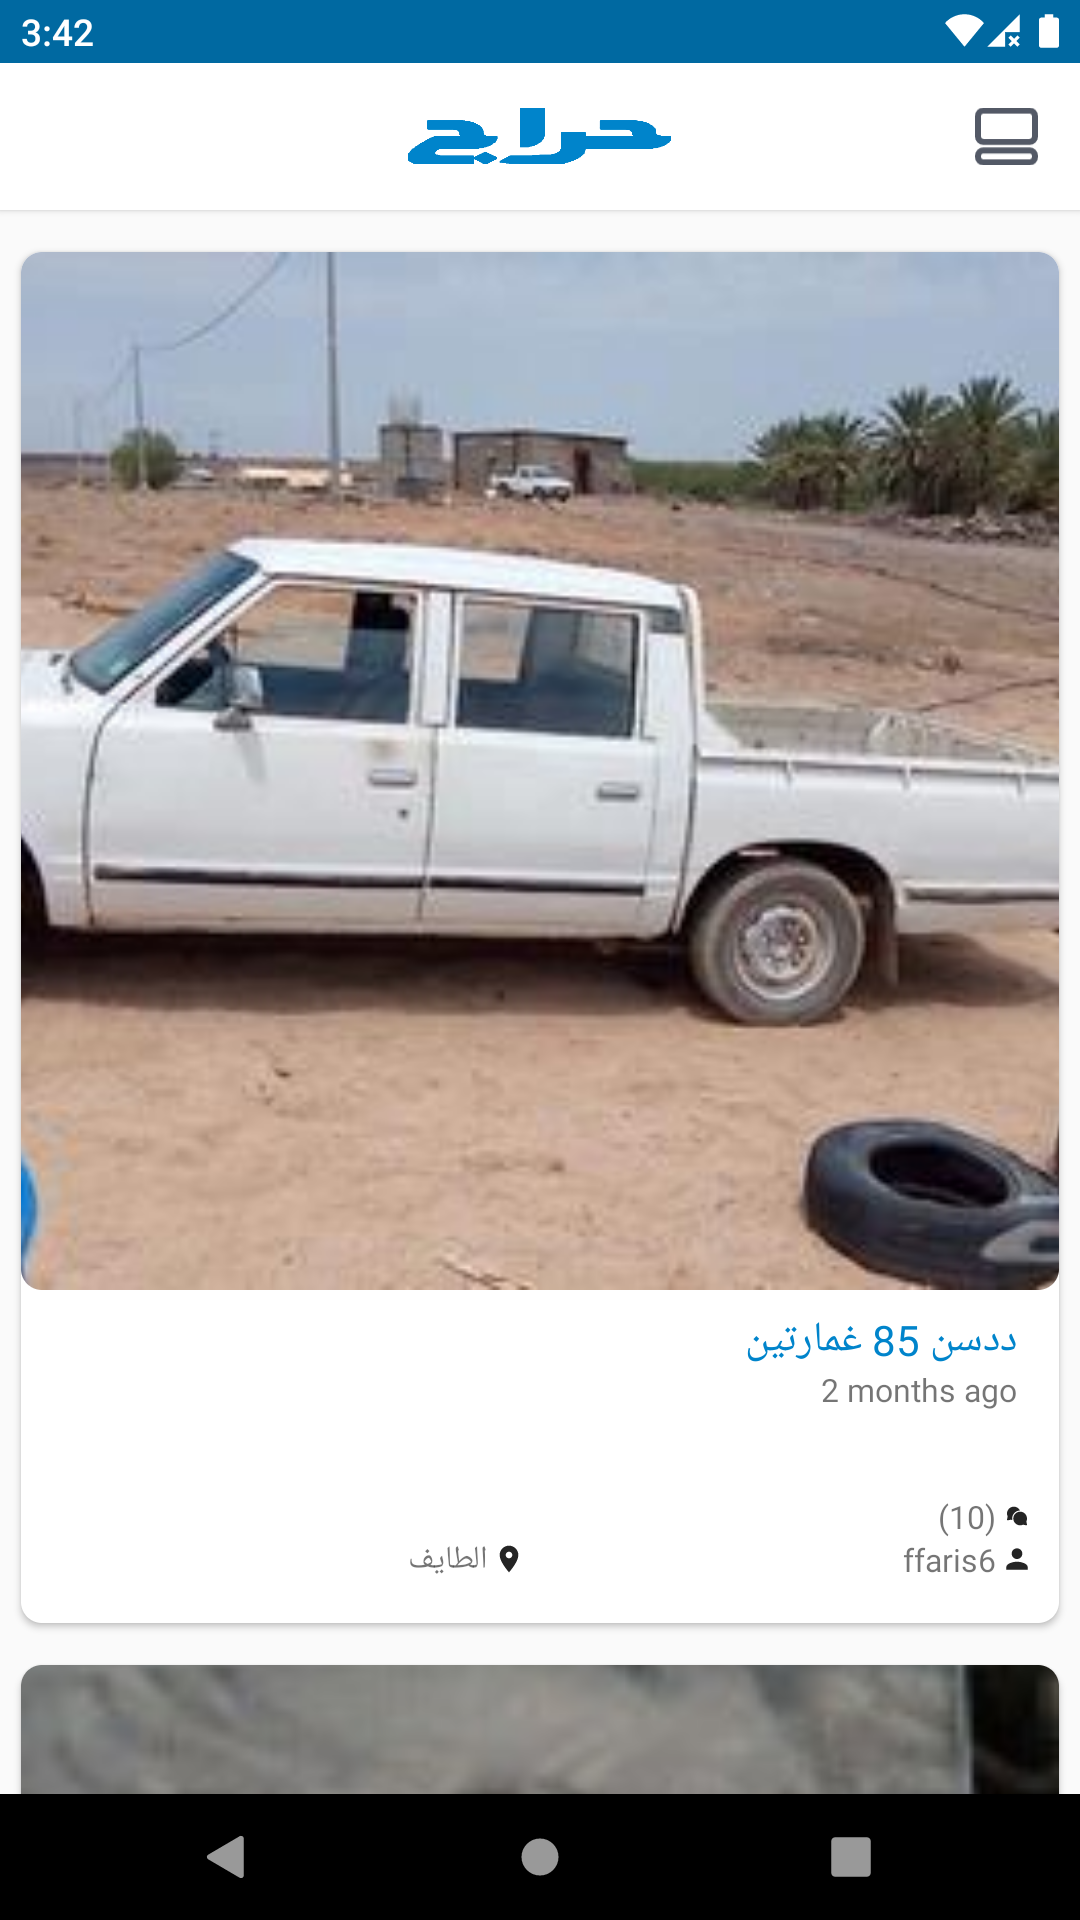 3:42
حراج
ددسن 85 غمارتين
2 months ago
(10)
ffaris6
الطايف